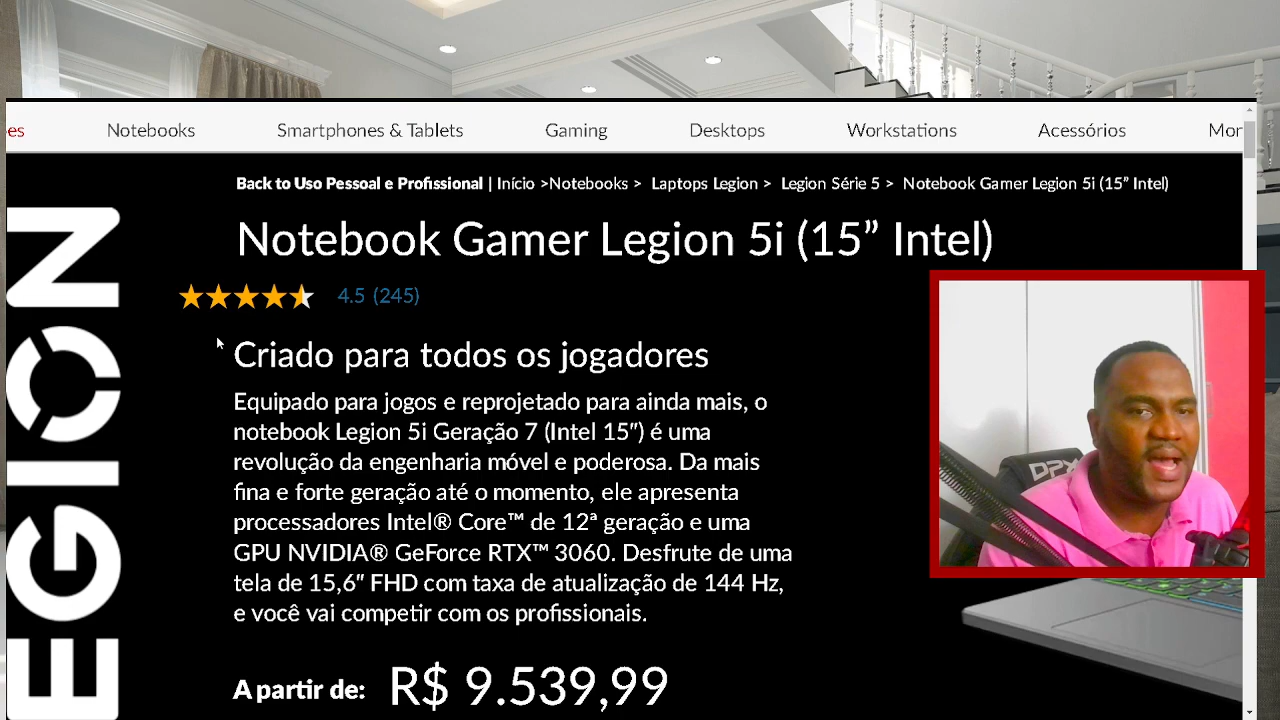 es Notebooks Smartphones & Tablets Gaming Desktops Workstations Acessórios Mor
Back to Uso Pessoal e Profissional | Início >Notebooks > Laptops Legion > Legion Série 5 > Notebook Gamer Legion 5i (15” Intel)
Notebook Gamer Legion 5i (15” Intel)
4.5 (245)
Criado para todos os jogadores
Equipado para jogos e reprojetado para ainda mais, o
notebook Legion 5i Geração 7 (Intel 15″) é uma
revolução da engenharia móvel e poderosa. Da mais
fina e forte geração até o momento, ele apresenta
processadores Intel® Core™ de 12ª geração e uma
GPU NVIDIA® GeForce RTX™ 3060. Desfrute de uma
tela de 15,6″ FHD com taxa de atualização de 144 Hz,
e você vai competir com os profissionais.
A partir de: R$ 9.539,99
EGION
DPX